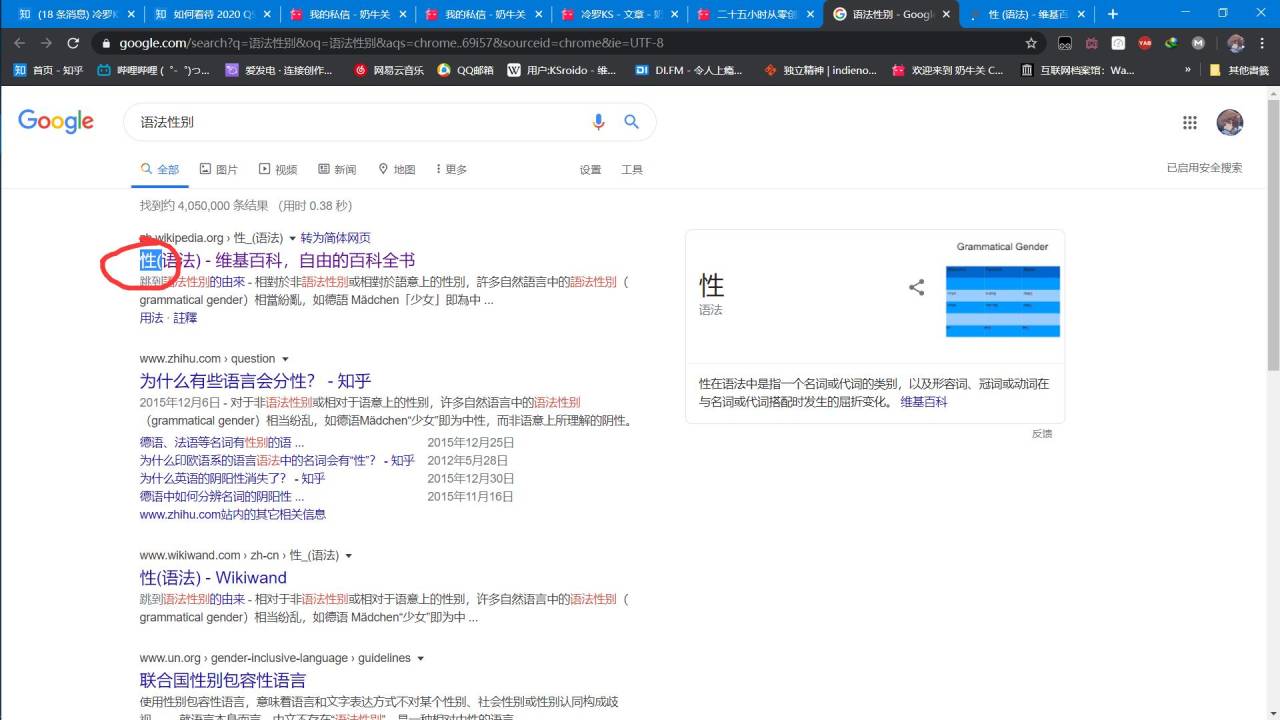 (18 条消息) 冷罗K
如何看待 2020 QS
我的私信 - 奶牛关
我的私信 - 奶牛关
冷罗KS - 文章 - 奶
二十五小时从零创
语法性别 - Google
性 (语法) - 维基百
google.com/search?q=语法性别&oq=语法性别&aqs=chrome..69i57&sourceid=chrome&ie=UTF-8
首页 - 知乎
哔哩哔哩 (゜-゜)つ...
爱发电 · 连接创作...
网易云音乐
QQ邮箱
用户:KSroido - 维...
DI.FM - 令人上瘾...
独立精神 | indieno...
欢迎来到 奶牛关 C...
互联网档案馆：Wa...
»
其他書籤
Google
语法性别
全部
图片
视频
新闻
地图
更多
设置
工具
已启用安全搜索
找到约 4,050,000 条结果 （用时 0.38 秒）
zh.wikipedia.org › 性_(语法) 转为简体网页
性(语法) - 维基百科，自由的百科全书
跳到语法性别的由來 - 相對於非語法性別或相對於語意上的性別，許多自然語言中的語法性別（
grammatical gender）相當紛亂，如德語 Mädchen「少女」即為中 ...
用法 · 註釋
www.zhihu.com › question
为什么有些语言会分性？ - 知乎
2015年12月6日 - 对于非语法性别或相对于语意上的性别，许多自然语言中的语法性别
（grammatical gender）相当纷乱，如德语Mädchen“少女”即为中性，而非语意上所理解的阴性。
德语、法语等名词有性别的语 ... 2015年12月25日
为什么印欧语系的语言语法中的名词会有“性”？ - 知乎 2012年5月28日
为什么英语的阴阳性消失了？ - 知乎 2015年12月30日
德语中如何分辨名词的阴阳性 ... 2015年11月16日
www.zhihu.com站内的其它相关信息
www.wikiwand.com › zh-cn › 性_(语法)
性(语法) - Wikiwand
跳到语法性别的由来 - 相对于非语法性别或相对于语意上的性别，许多自然语言中的语法性别（
grammatical gender）相当纷乱，如德语 Mädchen“少女”即为中 ...
www.un.org › gender-inclusive-language › guidelines
联合国性别包容性语言
使用性别包容性语言，意味着语言和文字表达方式不对某个性别、社会性别或性别认同构成歧
视。 ... 就语言本身而言，中文不存在“语法性别”，是一种相对中性的语言。
Grammatical Gender
性
语法
性在语法中是指一个名词或代词的类别，以及形容词、冠词或动词在
与名词或代词搭配时发生的屈折变化。 维基百科
反馈